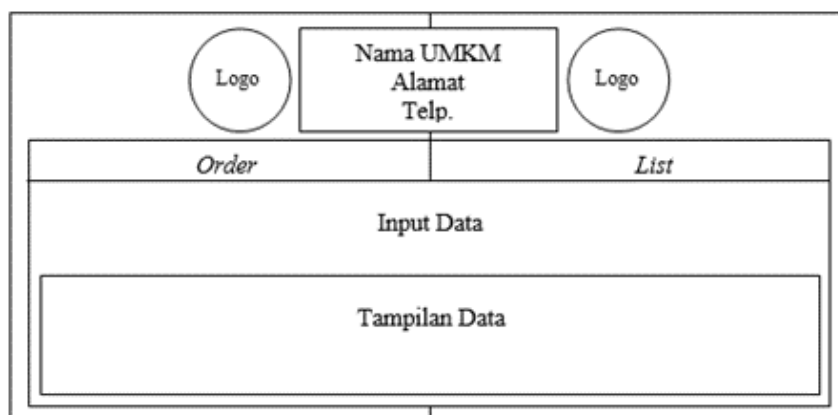 Logo
Nama UMKM
Alamat
Telp.
Logo
Order
List
Input Data
Tampilan Data